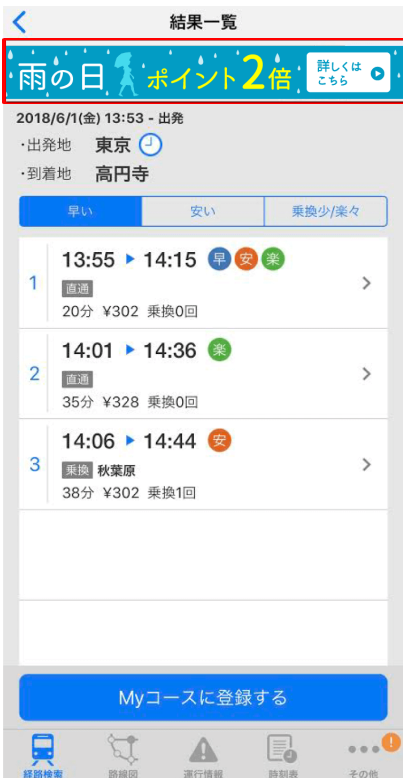 結果一覧
雨の日 ポイント2倍 詳しくは
こちら
2018/6/1(金) 13:53 - 出発
・出発地 東京
・到着地 高円寺
早い 安い 乗換少/楽々
1 13:55 ▶ 14:15 早 安 楽
直通
20分 ¥302 乗換0回
2 14:01 ▶ 14:36 楽
直通
35分 ¥328 乗換0回
3 14:06 ▶ 14:44 安
乗換 秋葉原
38分 ¥302 乗換1回
Myコースに登録する
経路検索 路線図 運行情報 時刻表 その他